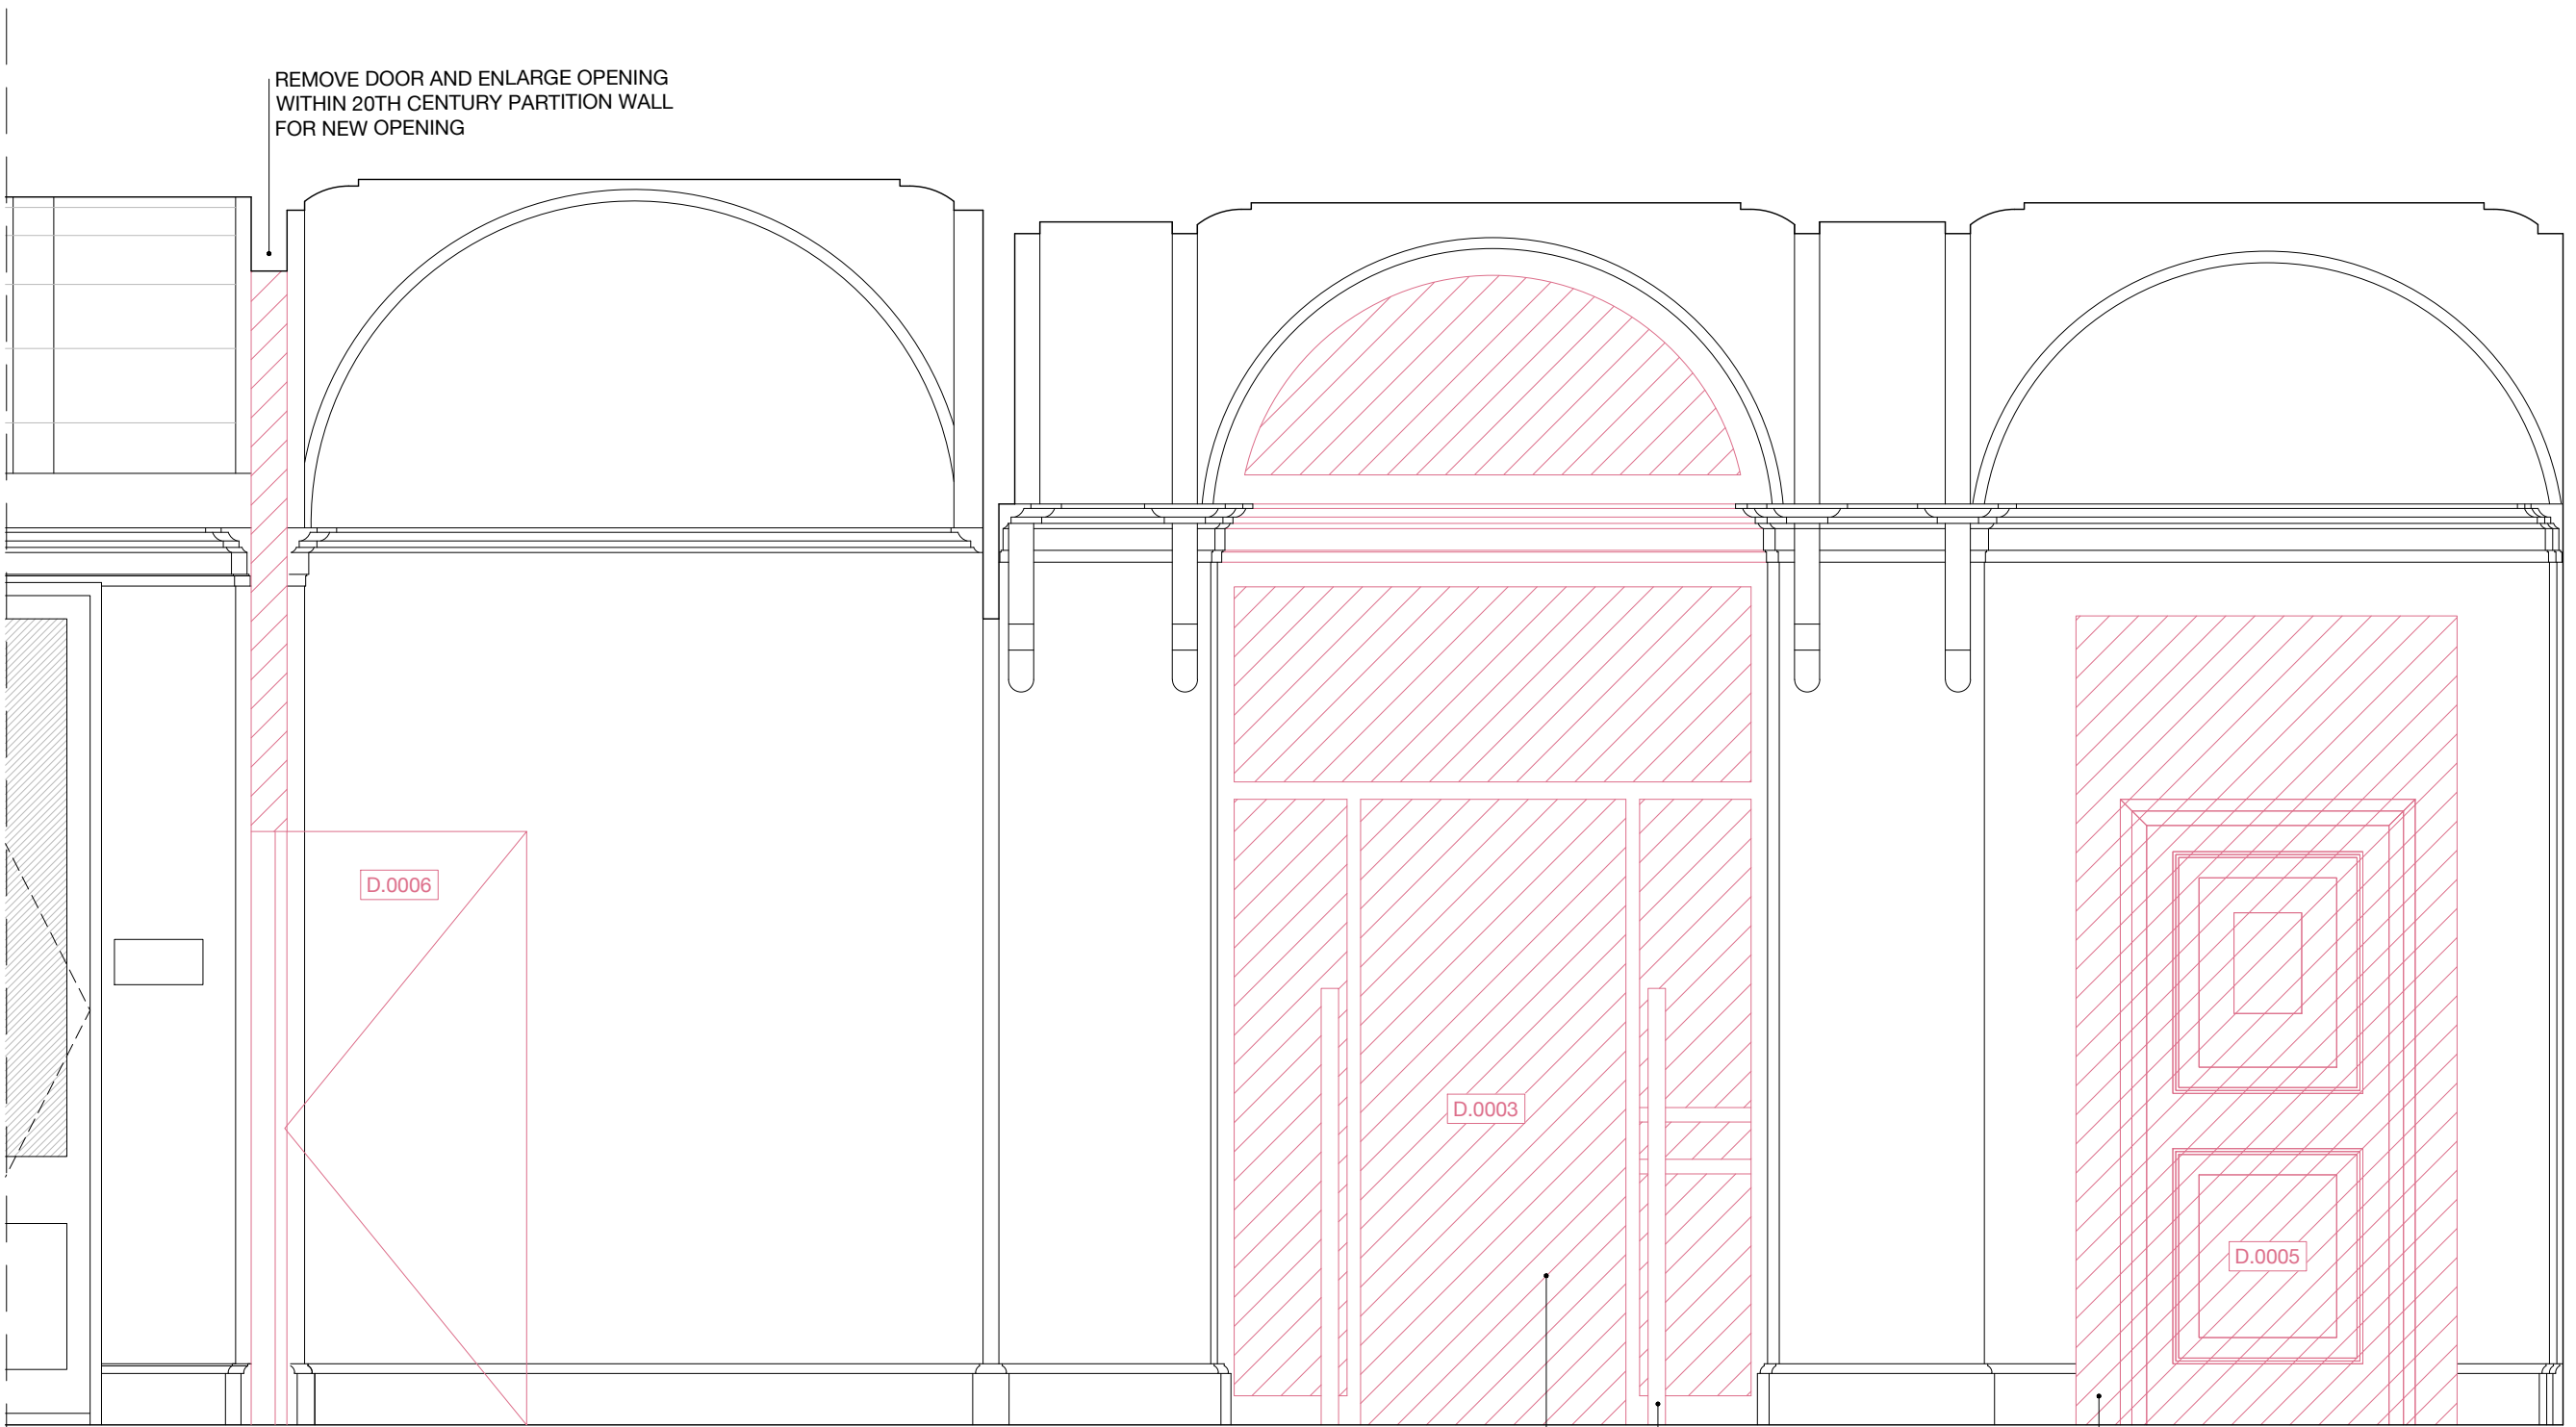 REMOVE DOOR AND ENLARGE OPENING
WITHIN 20TH CENTURY PARTITION WALL
FOR NEW OPENING
D.0006
D.0003
D.0005